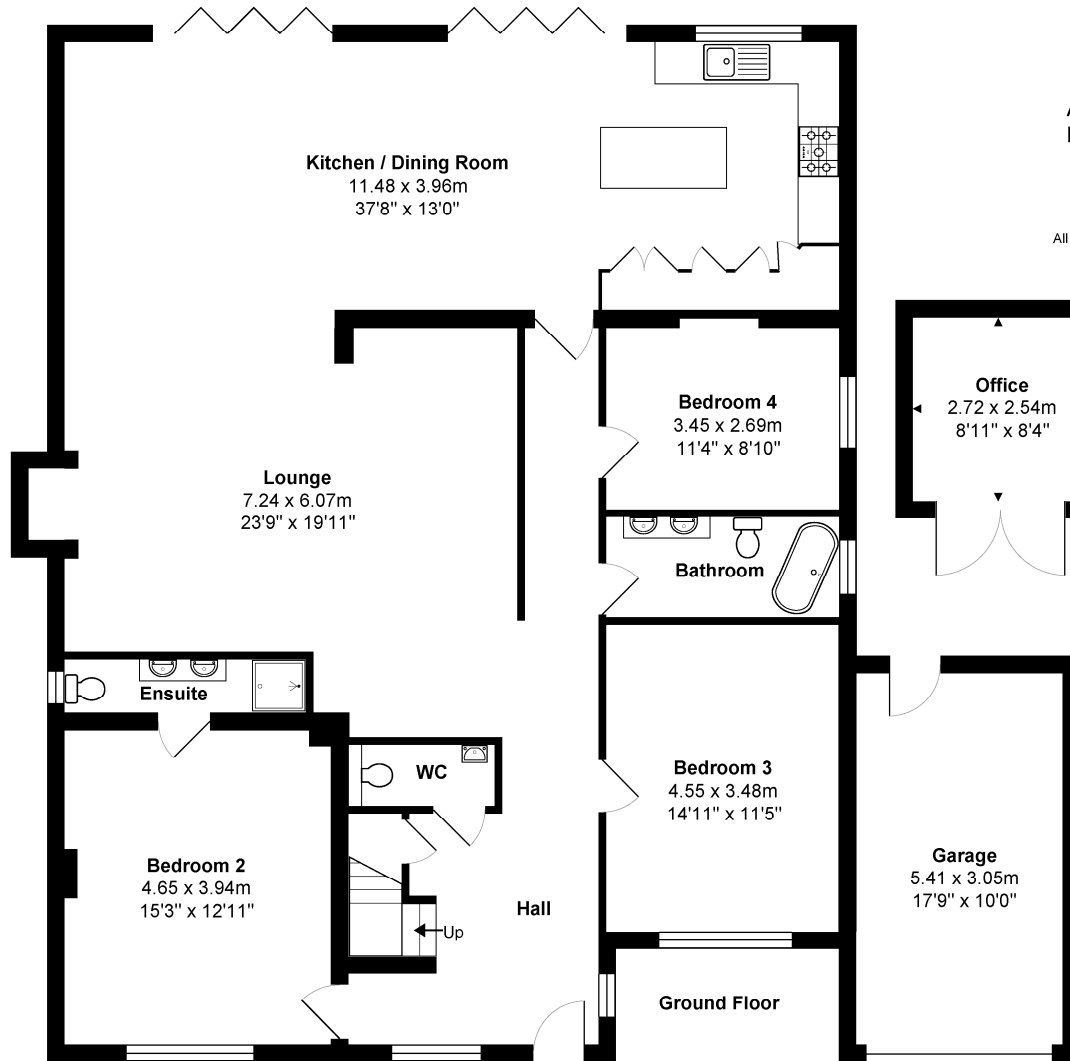 Kitchen / Dining Room
11.48 x 3.96m
37'8" x 13'0"
All
Office
2.72 x 2.54m
8'11" x 8'4"
Bedroom 4
3.45 x 2.69m
11'4" x 8'10"
Lounge
7.24 x 6.07m
23'9" x 19'11"
Bathroom
Ensuite
WC
Bedroom 3
4.55 x 3.48m
14'11" x 11'5"
Bedroom 2
4.65 x 3.94m
15'3" x 12'11"
Garage
5.41 x 3.05m
17'9" x 10'0"
Hall
Up
Ground Floor